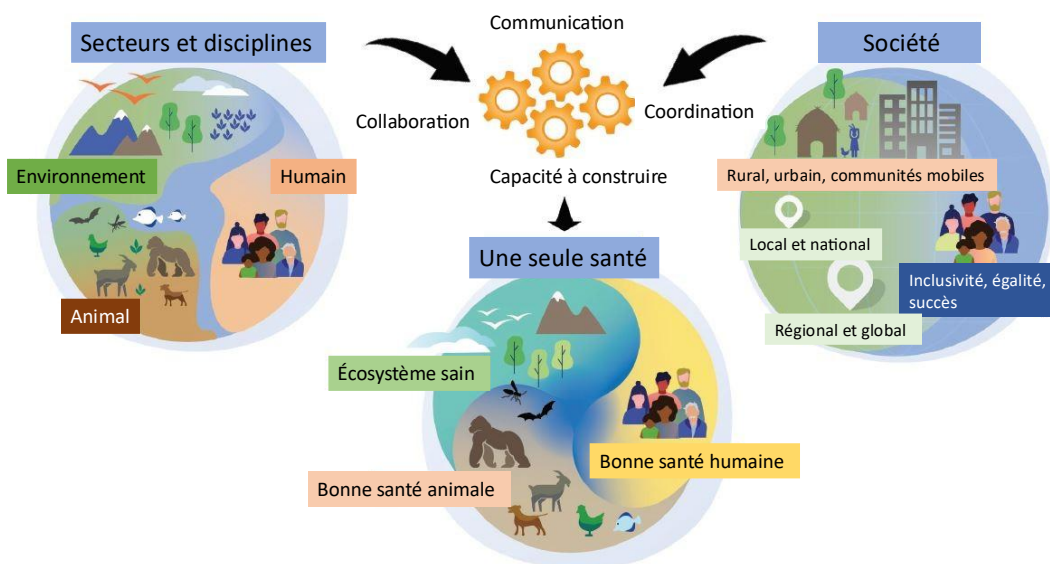 Secteurs et disciplines
Environnement
Humain
Animal
Communication
Collaboration
Coordination
Capacité à construire
Société
Rural, urbain, communités mobiles
Local et national
Inclusivité, égalité,
succès
Régional et global
Une seule santé
Écosystème sain
Bonne santé humaine
Bonne santé animale